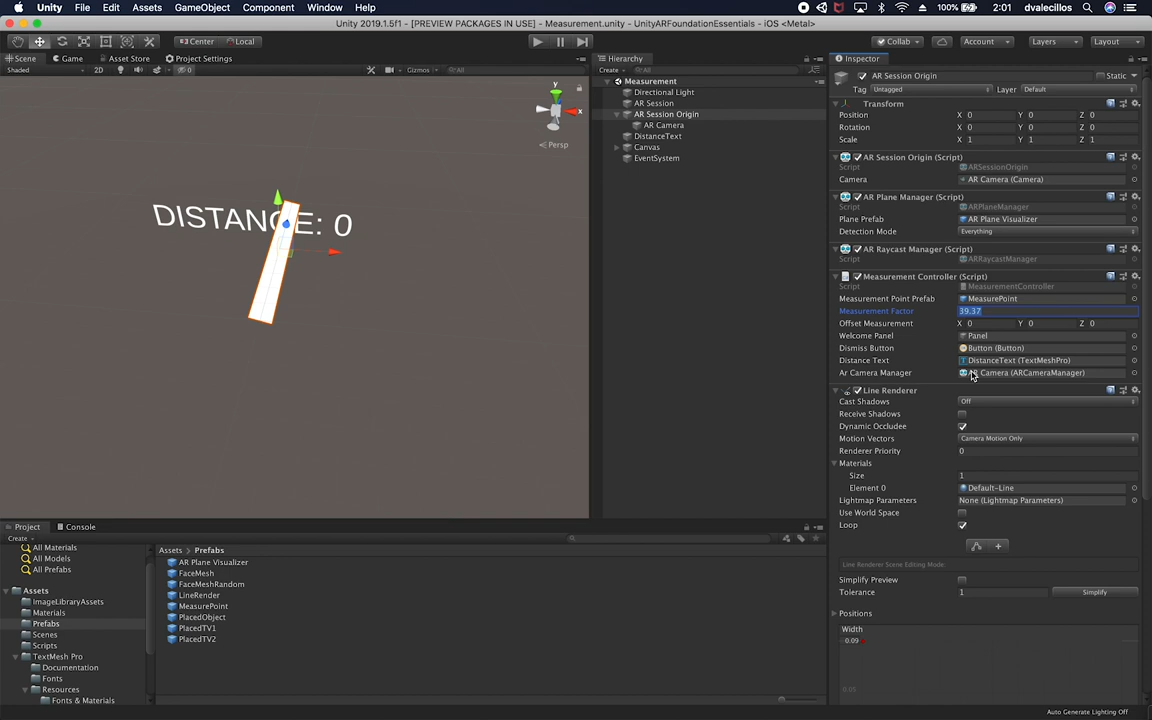 Unity File Edit Assets GameObject Component Window Help 100% 2:01 dvalecillos
Unity 2019.1.5f1 - [PREVIEW PACKAGES IN USE] - Measurement.unity - UnityARFoundationEssentials - iOS <Metal>
Center Local Collab Account Layers Layout
Scene Game Asset Store Project Settings
Shaded 2D 0 Gizmos All
y
x
Persp
DISTANCE: 0
Hierarchy
Create All
Measurement
Directional Light
AR Session
AR Session Origin
AR Camera
DistanceText
Canvas
EventSystem
Inspector
AR Session Origin Static
Tag Untagged Layer Default
Transform
Position X 0 Y 0 Z 0
Rotation X 0 Y 0 Z 0
Scale X 1 Y 1 Z 1
AR Session Origin (Script)
Script ARSessionOrigin
Camera AR Camera (Camera)
AR Plane Manager (Script)
Script ARPlaneManager
Plane Prefab AR Plane Visualizer
Detection Mode Everything
AR Raycast Manager (Script)
Script ARRaycastManager
Measurement Controller (Script)
Script MeasurementController
Measurement Point Prefab MeasurePoint
Measurement Factor 39.37
Offset Measurement X 0 Y 0 Z 0
Welcome Panel Panel
Dismiss Button Button (Button)
Distance Text DistanceText (TextMeshPro)
Ar Camera Manager AR Camera (ARCameraManager)
Line Renderer
Cast Shadows Off
Receive Shadows
Dynamic Occludee
Motion Vectors Camera Motion Only
Renderer Priority 0
Materials
Size 1
Element 0 Default-Line
Lightmap Parameters None (Lightmap Parameters)
Use World Space
Loop
Line Renderer Scene Editing Mode:
Simplify Preview
Tolerance 1 Simplify
Positions
Width
0.09
0.05
Project Console
Create
All Materials
All Models
All Prefabs
Assets
ImageLibraryAssets
Materials
Prefabs
Scenes
Scripts
TextMesh Pro
Documentation
Fonts
Resources
Fonts & Materials
Assets Prefabs
AR Plane Visualizer
FaceMesh
FaceMeshRandom
LineRender
MeasurePoint
PlacedObject
PlacedTV1
PlacedTV2
Auto Generate Lighting Off